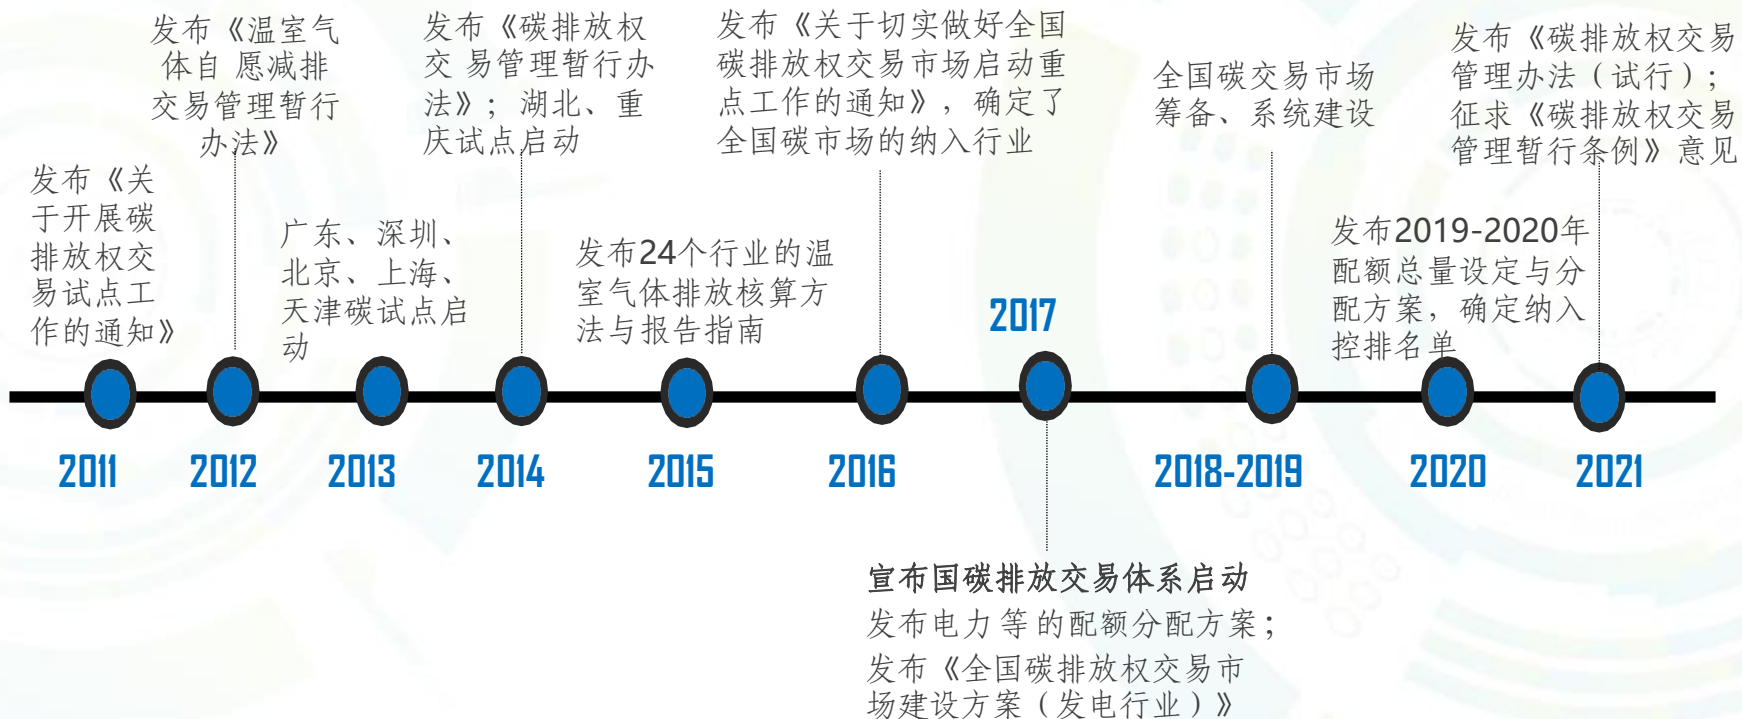 发布《关
于开展碳
排放权交
易试点工
作的通知》
2011
发布《温室气
体自 愿减排
交易管理暂行
办法》
2012
广东、深圳、
北京、上海、
天津碳试点启
动
2013
发布《碳排放权
交 易管理暂行办
法》；湖北、重
庆试点启动
2014
发布24个行业的温
室气体排放核算方
法与报告指南
2015
发布《关于切实做好全国
碳排放权交易市场启动重
点工作的通知》，确定了
全国碳市场的纳入行业
2016
2017
宣布国碳排放交易体系启动
发布电力 等 的配额分配方案；
发布《全国碳排放权交易市
场建设方案（发电行业）》
全国碳交易市场
筹备、系统建设
2018-2019
发布2019-2020年
配额总量设定与分
配方案，确定纳入
控排名单
2020
发布《碳排放权交易
管理办法（试行）；
征求《碳排放权交易
管理暂行条例》意见
2021